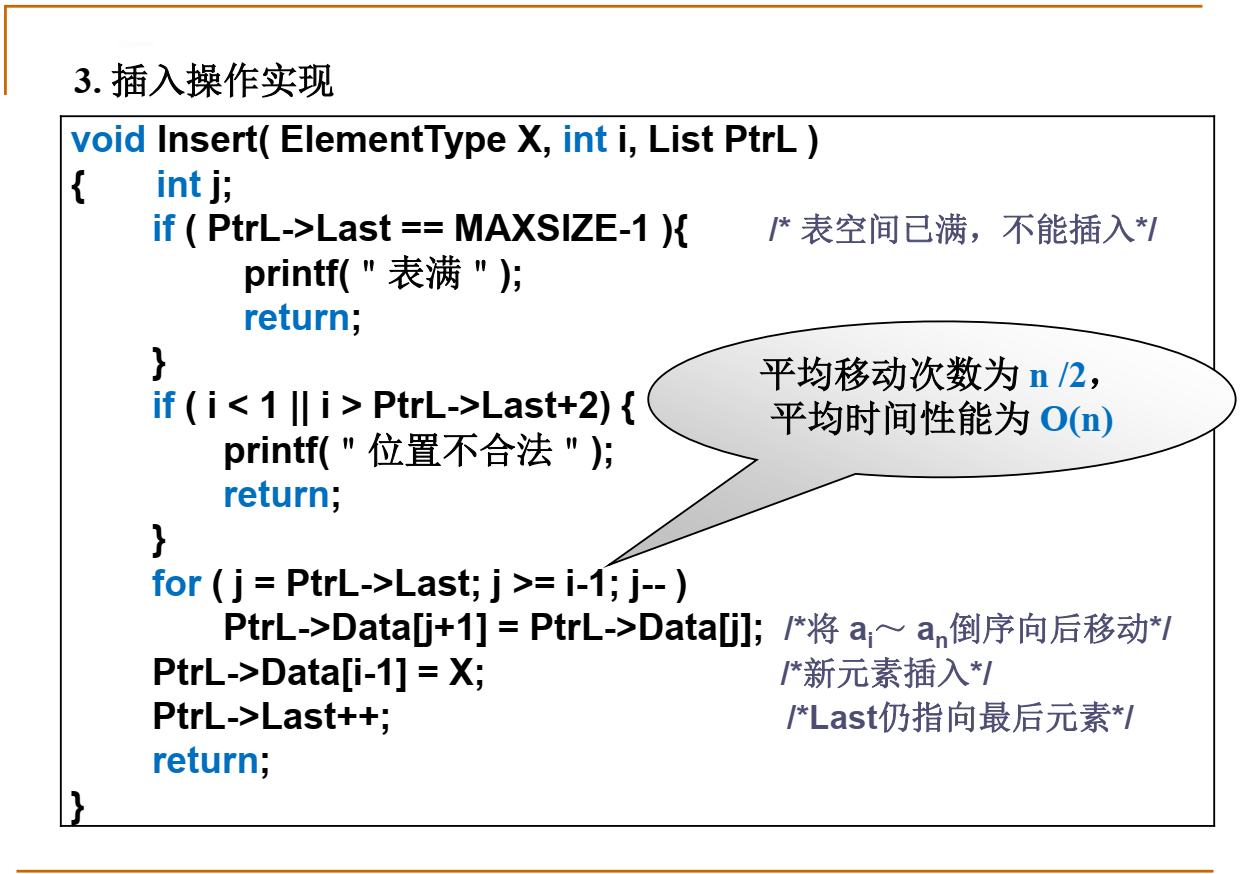 3. 插入操作实现
void Insert( ElementType X, int i, List PtrL )
{ int j;
if ( PtrL->Last == MAXSIZE-1 ){ /* 表空间已满，不能插入*/
printf( " 表满 " );
return;
}
if ( i < 1 || i > PtrL->Last+2) {
printf( " 位置不合法 " );
return;
}
平均移动次数为 n /2，
平均时间性能为 O(n)
for ( j = PtrL->Last; j >= i-1; j-- )
PtrL->Data[j+1] = PtrL->Data[j]; /*将 ai～ an倒序向后移动*/
PtrL->Data[i-1] = X; /*新元素插入*/
PtrL->Last++; /*Last仍指向最后元素*/
return;
}